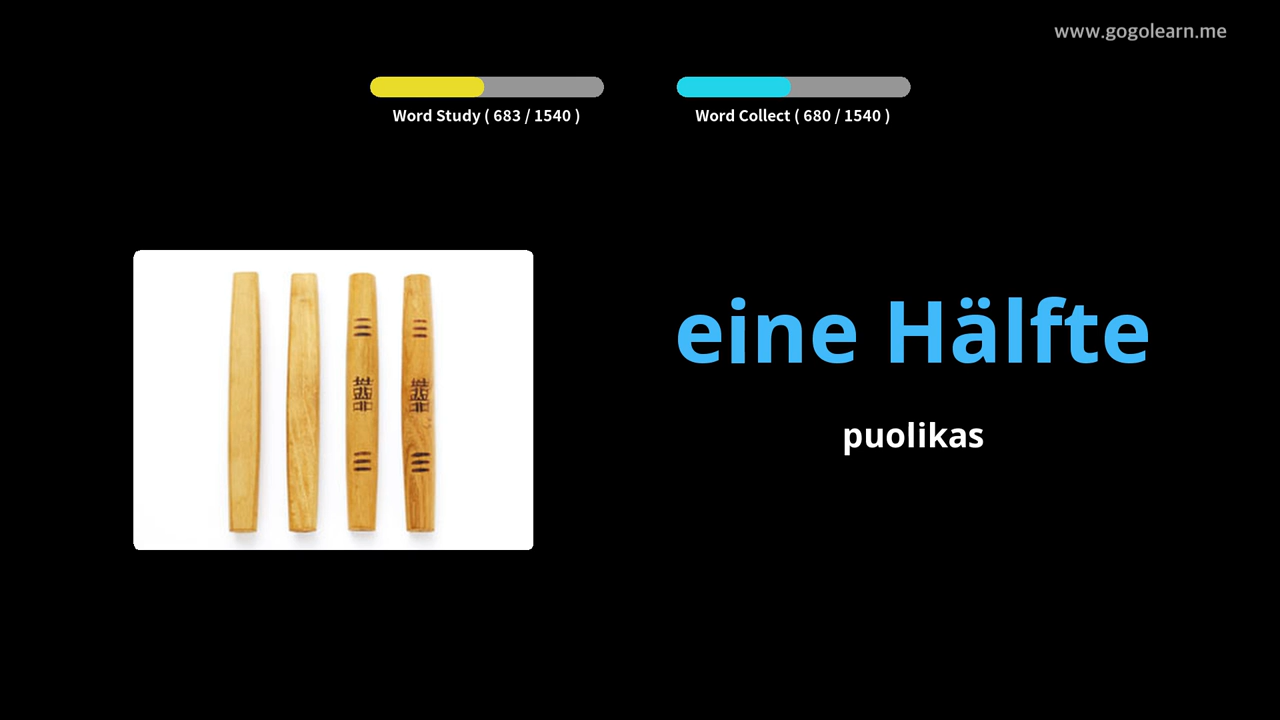 www.gogolearn.me
Word Study ( 683 / 1540 )
Word Collect ( 680 / 1540 )
eine Hälfte
puolikas